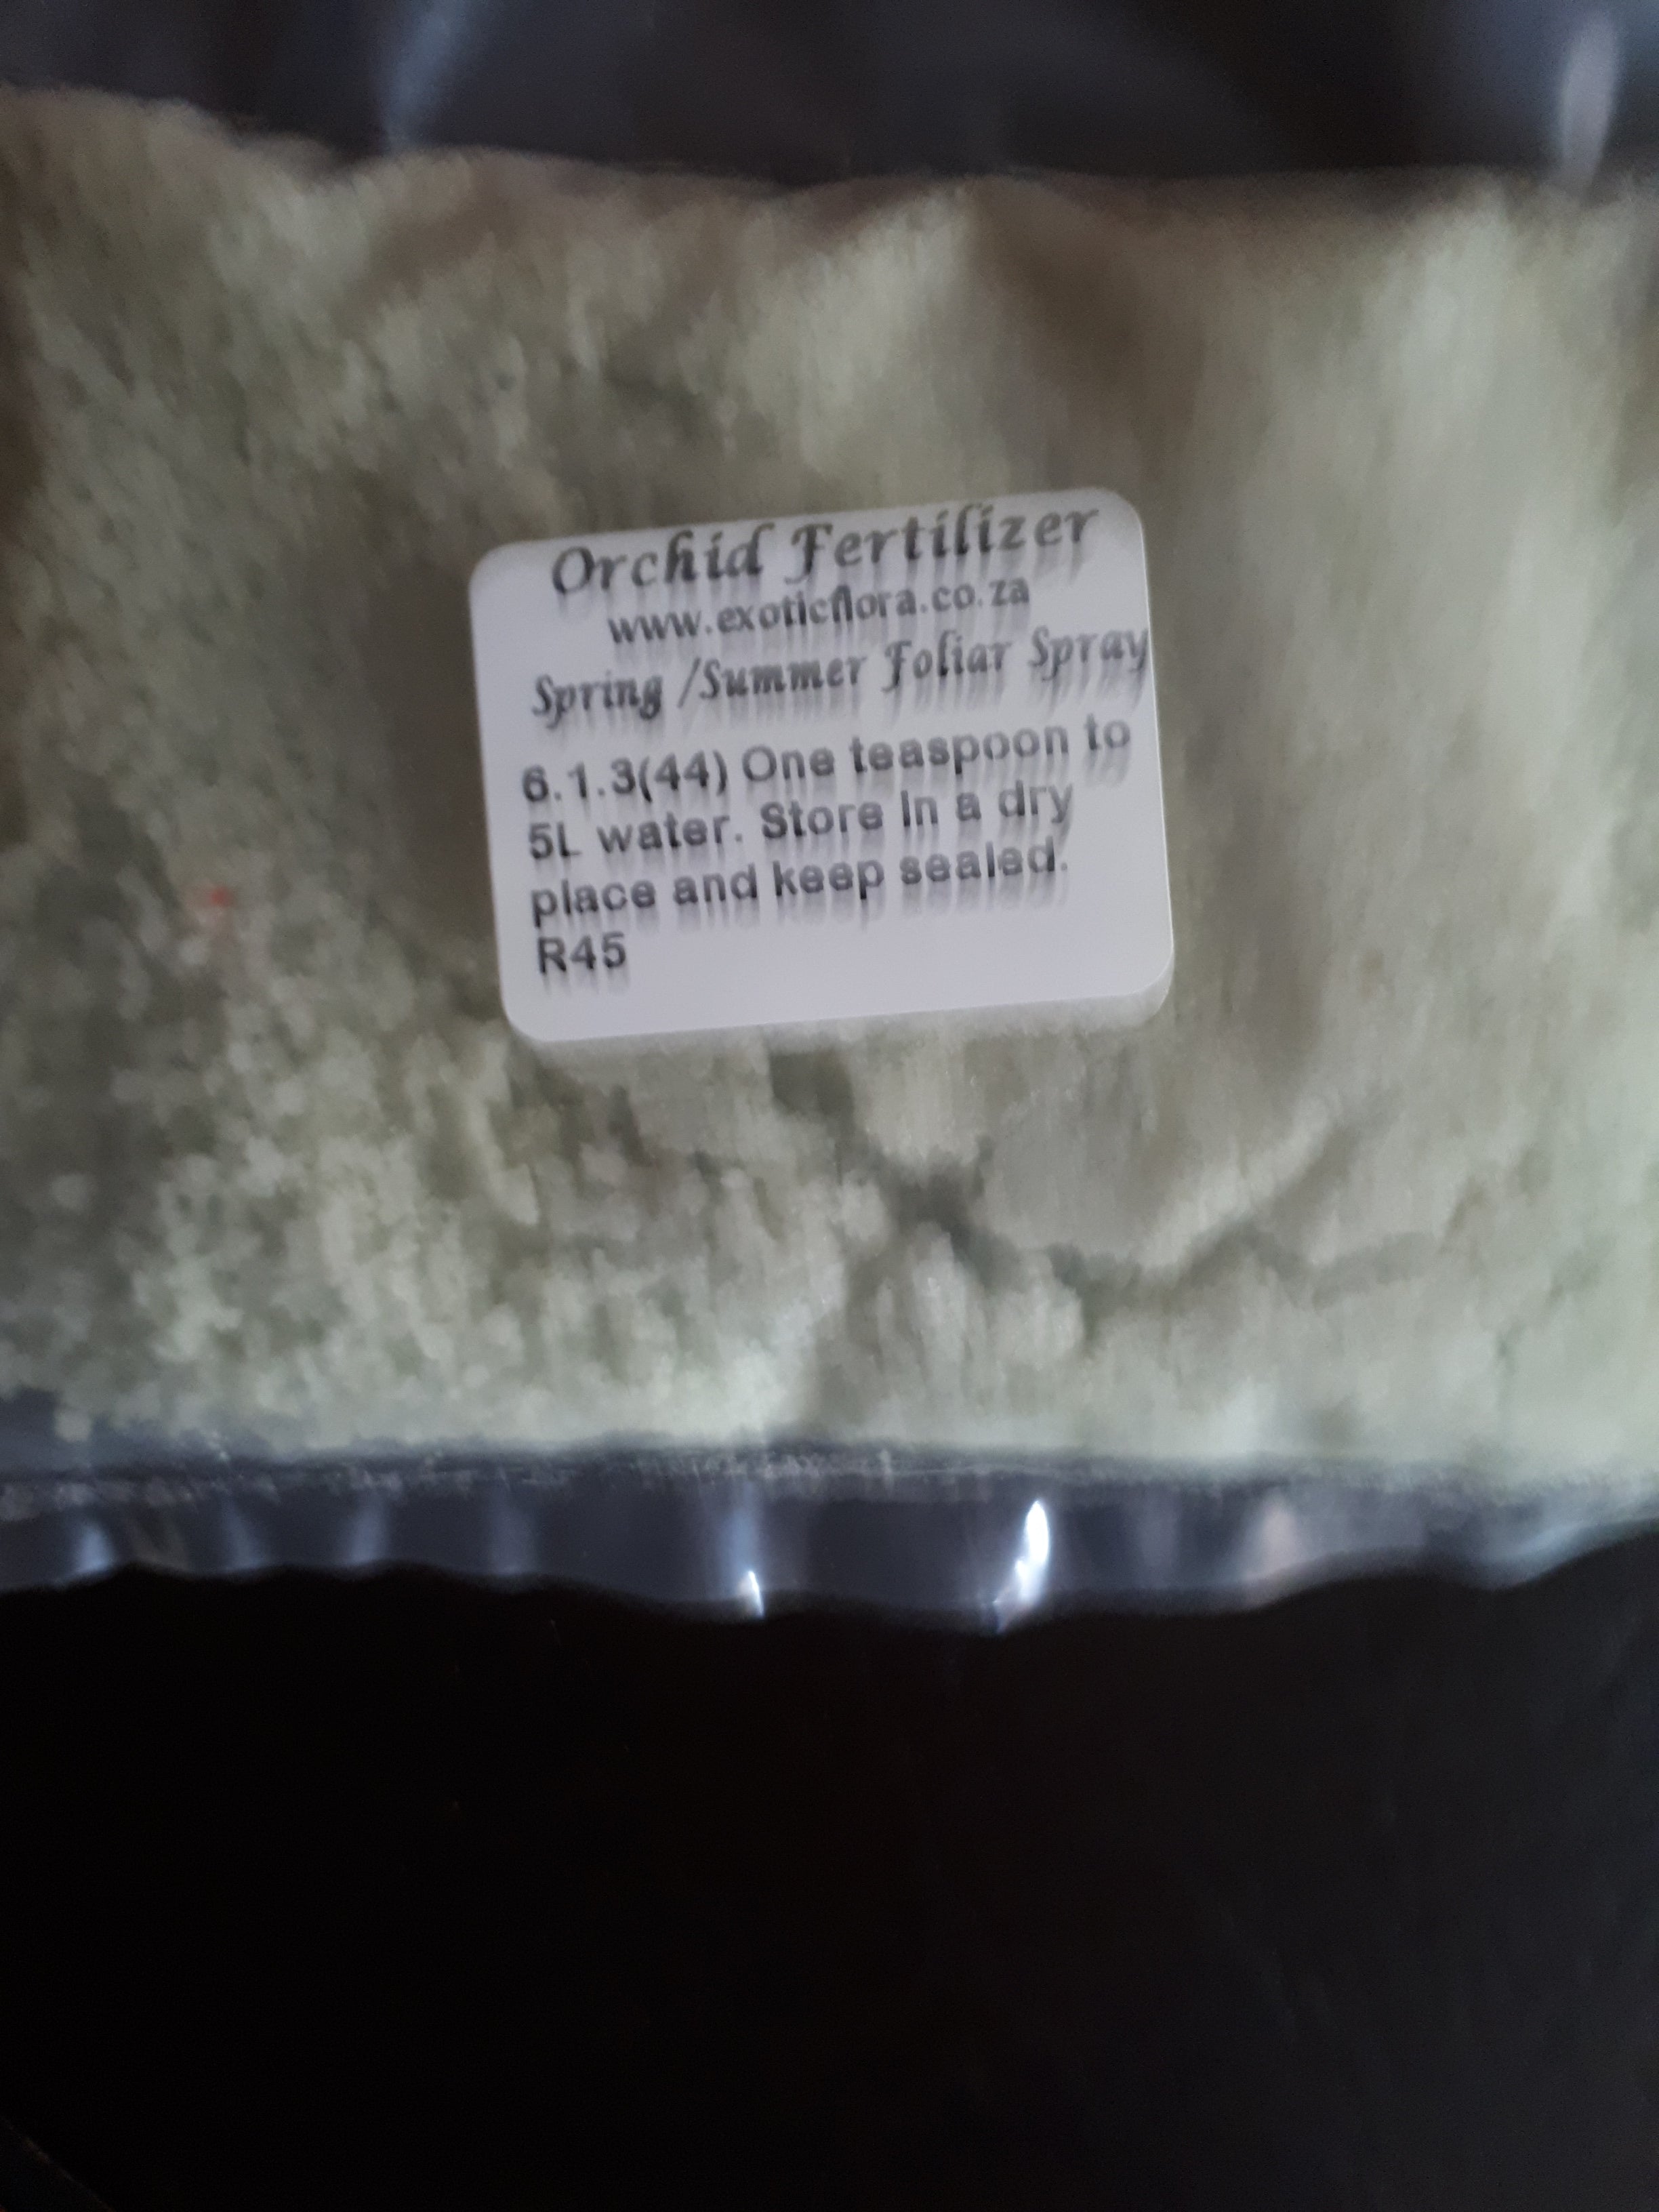 Orchid Fertilizer
www.exoticflora.co.za
Spring /Summer Foliar Spray
6.1.3(44) One teaspoon to
5L water. Store in a dry
place and keep sealed.
R45